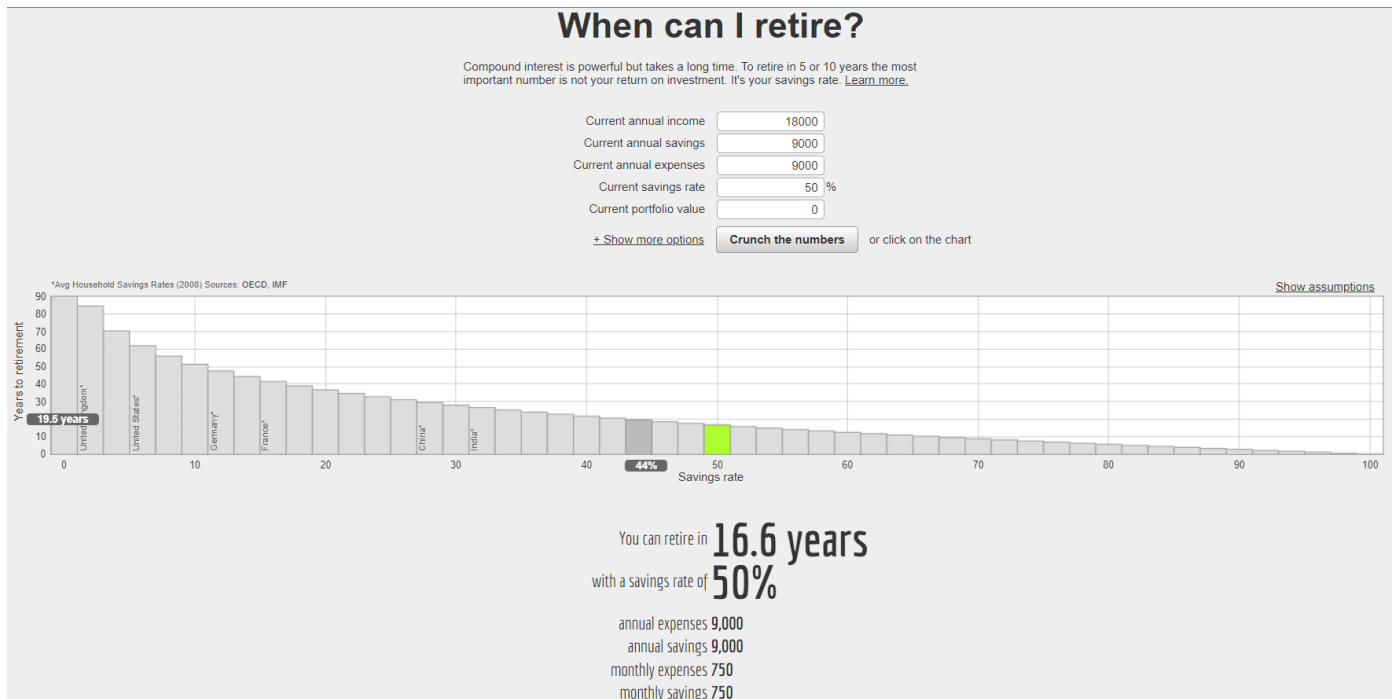 When can I retire?
Compound interest is powerful but takes a long time. To retire in 5 or 10 years the most
important number is not your return on investment. It's your savings rate. Learn more.
Current annual income 18000
Current annual savings 9000
Current annual expenses 9000
Current savings rate 50 %
Current portfolio value 0
+ Show more options Crunch the numbers or click on the chart
*Avg Household Savings Rates (2008) Sources: OECD, IMF
Show assumptions
Years to retirement
90
80
70
60
50
40
30
19.5 years
10
0
United Kingdom*
United States*
Germany*
France*
China*
India*
0 10 20 30 40 44% 50 60 70 80 90 100
Savings rate
You can retire in 16.6 years
with a savings rate of 50%
annual expenses 9,000
annual savings 9,000
monthly expenses 750
monthly savings 750